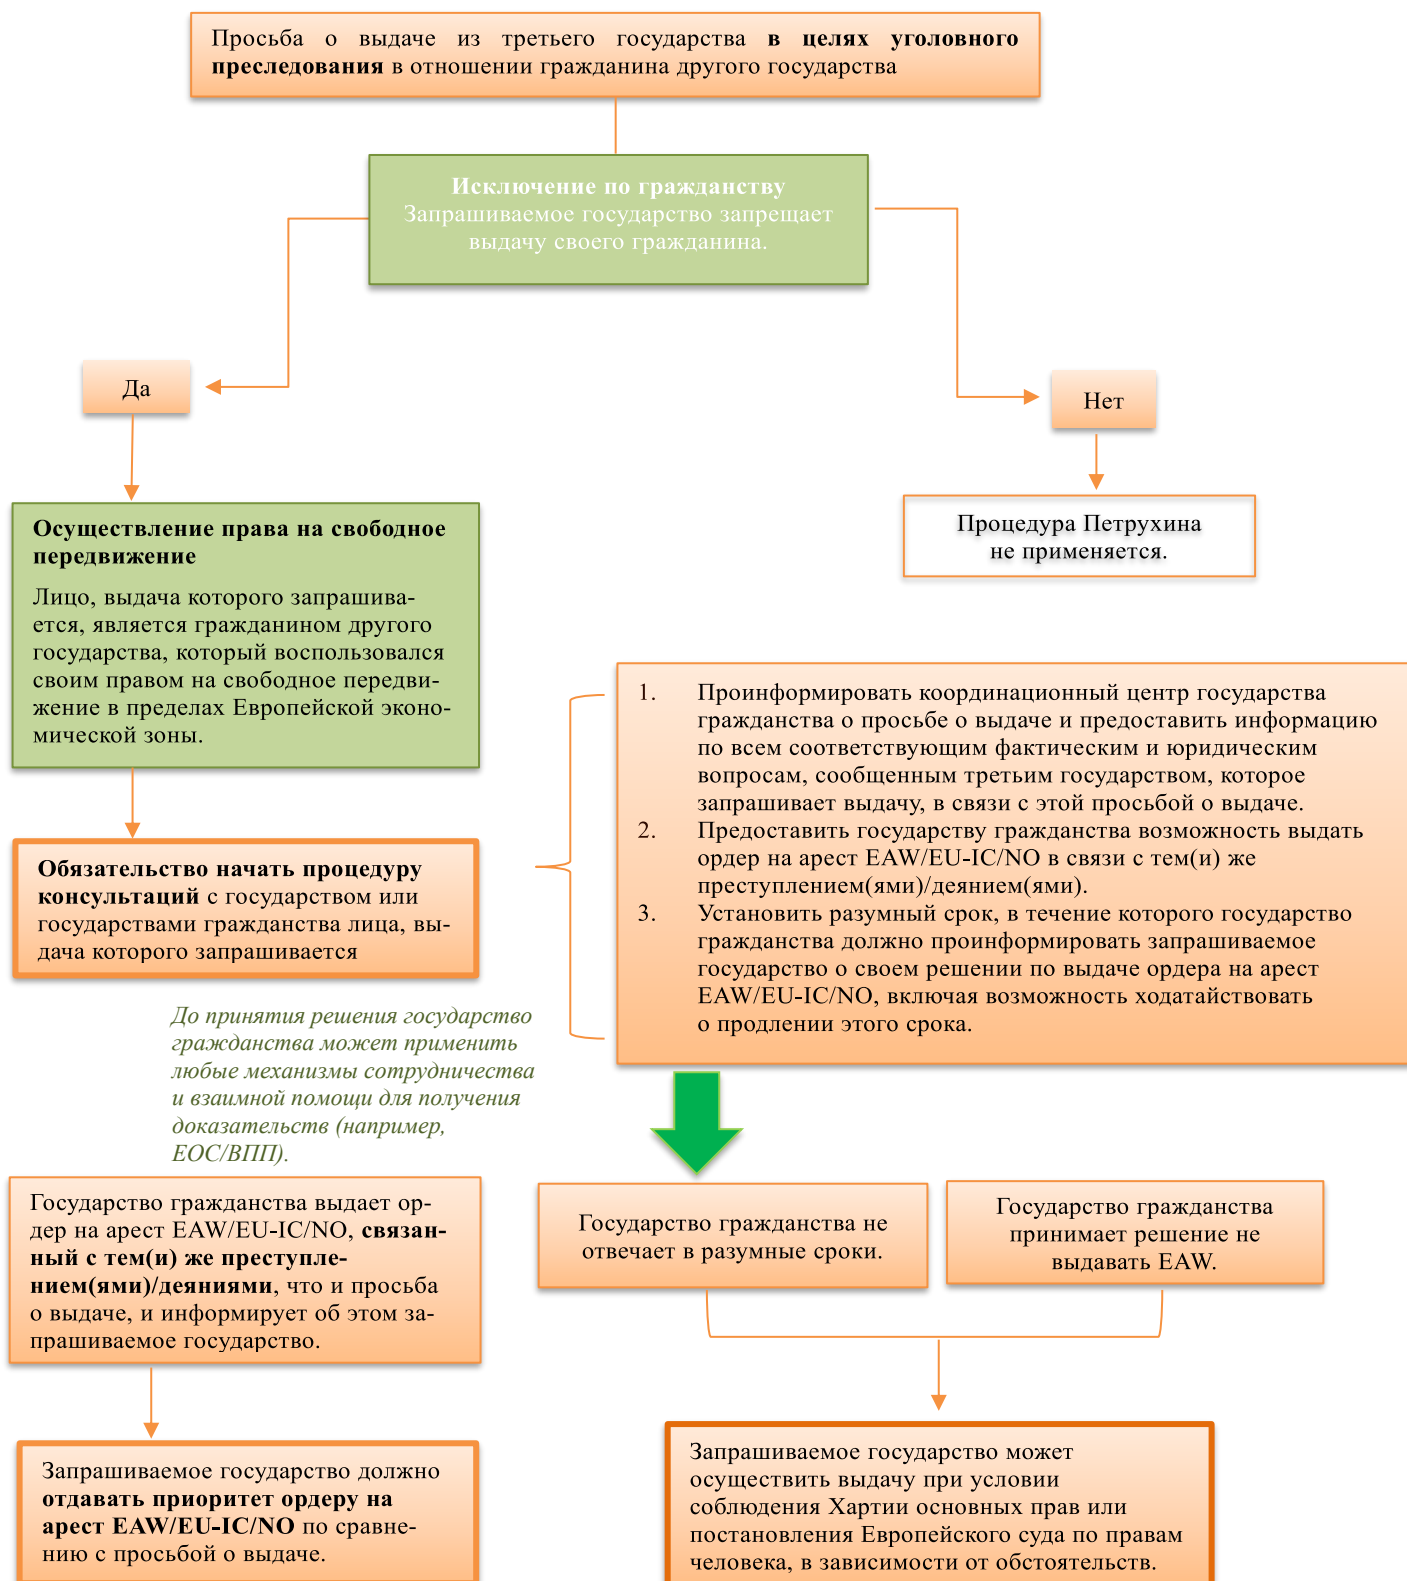 Просьба о выдаче из третьего государства в целях уголовного
преследования в отношении гражданина другого государства
Исключение по гражданству
Запрашиваемое государство запрещает
выдачу своего гражданина.
Да
Нет
Процедура Петрухина
не применяется.
Осуществление права на свободное
передвижение
Лицо, выдача которого запрашива-
ется, является гражданином другого
государства, который воспользовался
своим правом на свободное передви-
жение в пределах Европейской эконо-
мической зоны.
Обязательство начать процедуру
консультаций с государством или
государствами гражданства лица, вы-
дача которого запрашивается
1. Проинформировать координационный центр государства
гражданства о просьбе о выдаче и предоставить информацию
по всем соответствующим фактическим и юридическим
вопросам, сообщенным третьим государством, которое
запрашивает выдачу, в связи с этой просьбой о выдаче.
2. Предоставить государству гражданства возможность выдать
ордер на арест EAW/EU-IC/NO в связи с тем(и) же
преступлением(ями)/деянием(ями).
3. Установить разумный срок, в течение которого государство
гражданства должно проинформировать запрашиваемое
государство о своем решении по выдаче ордера на арест
EAW/EU-IC/NO, включая возможность ходатайствовать
о продлении этого срока.
До принятия решения государство
гражданства может применить
любые механизмы сотрудничества
и взаимной помощи для получения
доказательств (например,
ЕОС/ВПП).
Государство гражданства выдает ор-
дер на арест EAW/EU-IC/NO, связан-
ный с тем(и) же преступле-
нием(ями)/деяниями, что и просьба
о выдаче, и информирует об этом за-
прашиваемое государство.
Государство гражданства не
отвечает в разумные сроки.
Государство гражданства
принимает решение не
выдавать EAW.
Запрашиваемое государство должно
отдавать приоритет ордеру на
арест EAW/EU-IC/NO по сравне-
нию с просьбой о выдаче.
Запрашиваемое государство может
осуществить выдачу при условии
соблюдения Хартии основных прав или
постановления Европейского суда по правам
человека, в зависимости от обстоятельств.